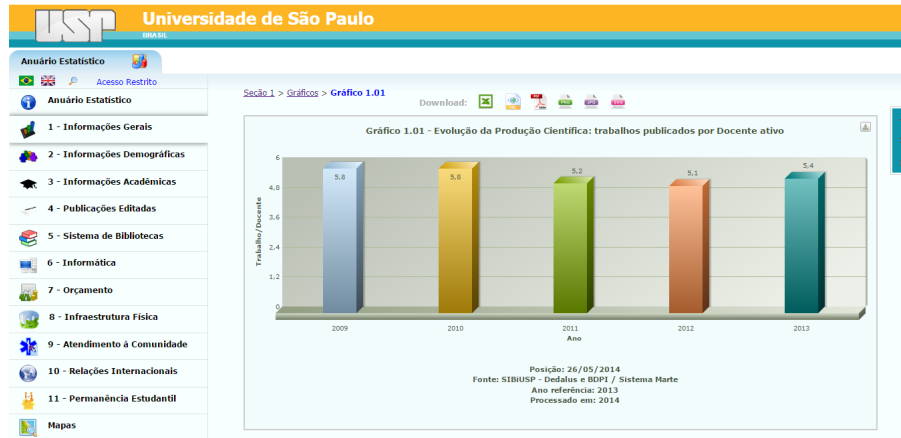 USP
Universidade de São Paulo
BRASIL
Anuário Estatístico
Acesso Restrito
Anuário Estatístico
1 - Informações Gerais
2 - Informações Demográficas
3 - Informações Acadêmicas
4 - Publicações Editadas
5 - Sistema de Bibliotecas
6 - Informática
7 - Orçamento
8 - Infraestrutura Física
9 - Atendimento à Comunidade
10 - Relações Internacionais
11 - Permanência Estudantil
Mapas
Secão 1 > Gráficos > Gráfico 1.01
Download:
Gráfico 1.01 - Evolução da Produção Científica: trabalhos publicados por Docente ativo
Trabalho/Docente
6
4,8
3,6
2,4
1,2
0
5,8
5,8
5,2
5,1
5,4
2009
2010
2011
2012
2013
Ano
Posição: 26/05/2014
Fonte: SIBiUSP - Dedalus e BDPI / Sistema Marte
Ano referência: 2013
Processado em: 2014